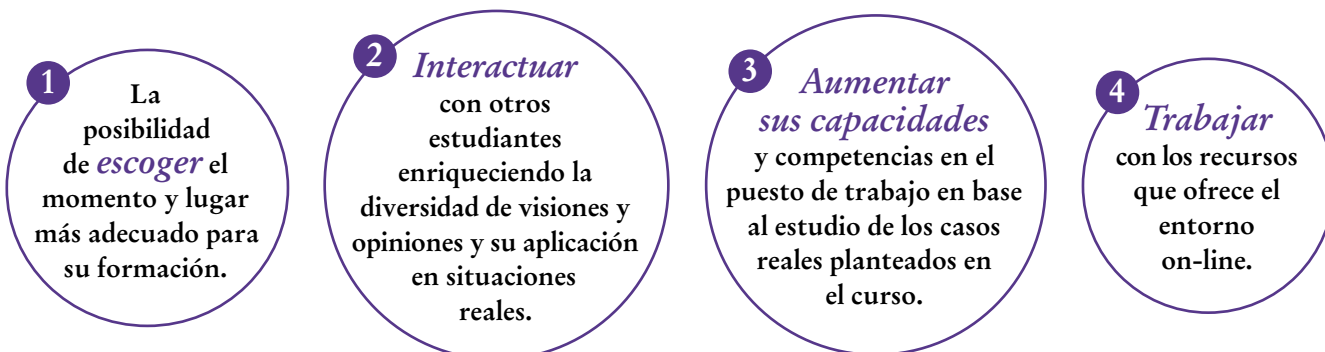 1
La
posibilidad
de escoger el
momento y lugar
más adecuado para
su formación.
2
Interactuar
con otros
estudiantes
enriqueciendo la
diversidad de visiones y
opiniones y su aplicación
en situaciones
reales.
3
Aumentar
sus capacidades
y competencias en el
puesto de trabajo en base
al estudio de los casos
reales planteados en
el curso.
4
Trabajar
con los recursos
que ofrece el
entorno
on-line.